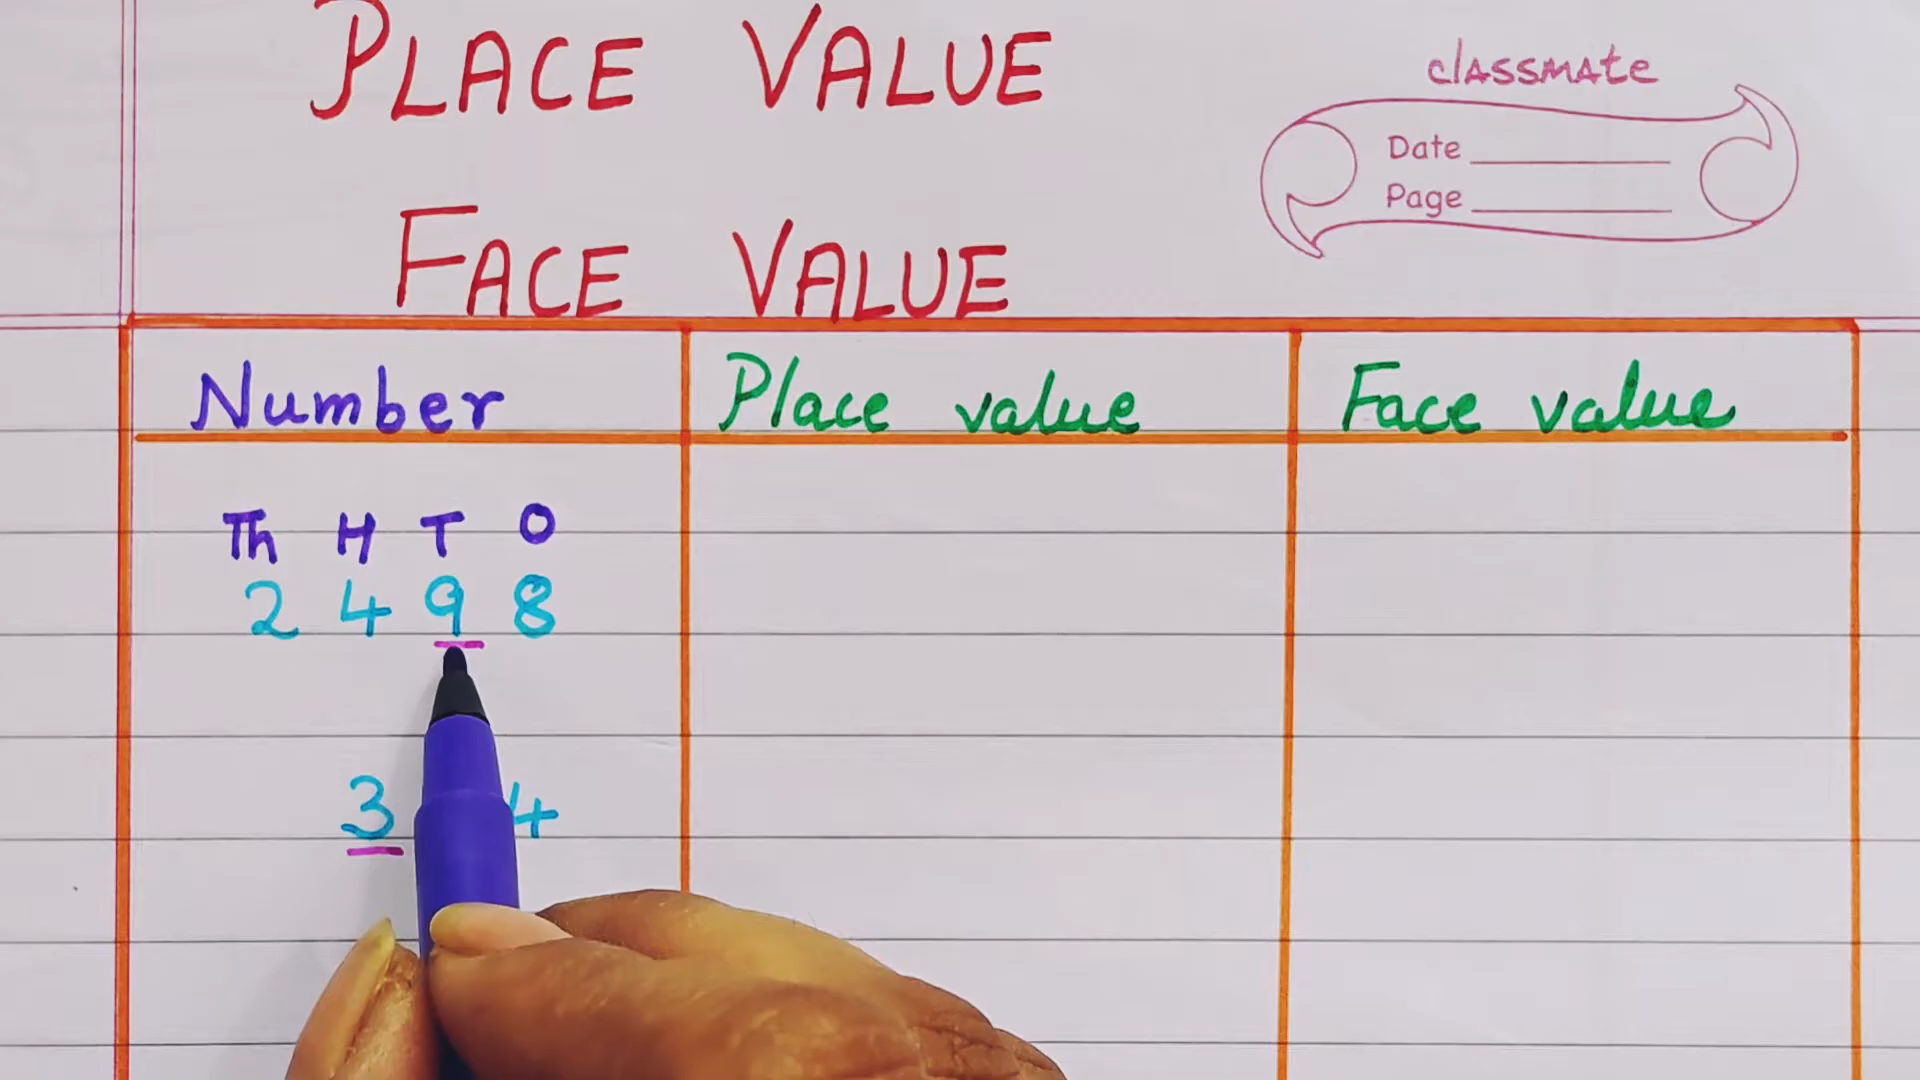 PLACE VALUE
classmate
Date
Page
FACE VALUE
Number Place value Face value
Th H T O
2 4 9 8
3 4